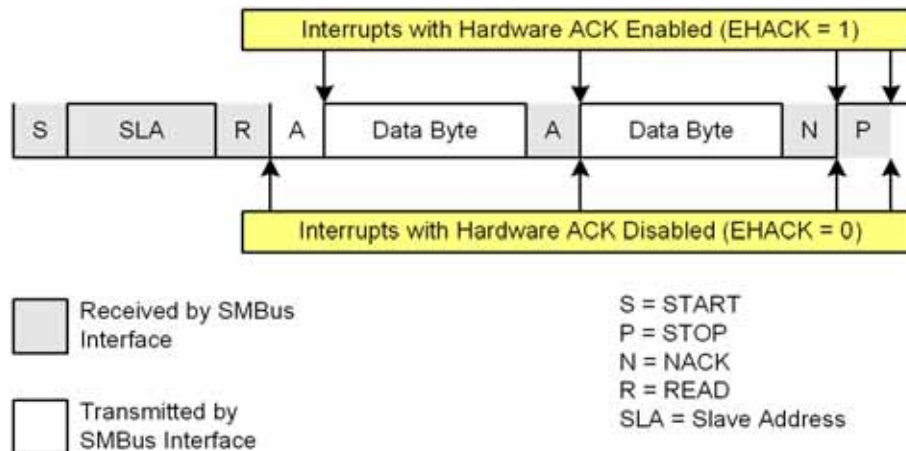 Interrupts with Hardware ACK Enabled (EHACK = 1)
S SLA R A Data Byte A Data Byte N P
Interrupts with Hardware ACK Disabled (EHACK = 0)
Received by SMBus
Interface
Transmitted by
SMBus Interface
S = START
P = STOP
N = NACK
R = READ
SLA = Slave Address